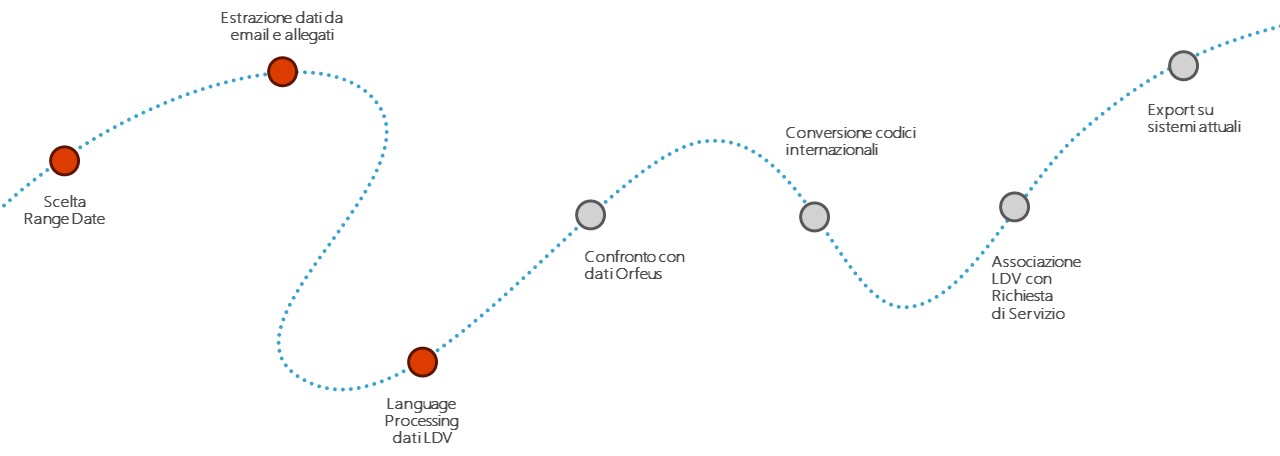 Estrazione dati da
email e allegati
Scelta
Range Date
Language
Processing
dati LDV
Confronto con
dati Orfeus
Conversione codici
internazionali
Associazione
LDV con
Richiesta
di Servizio
Export su
sistemi attuali